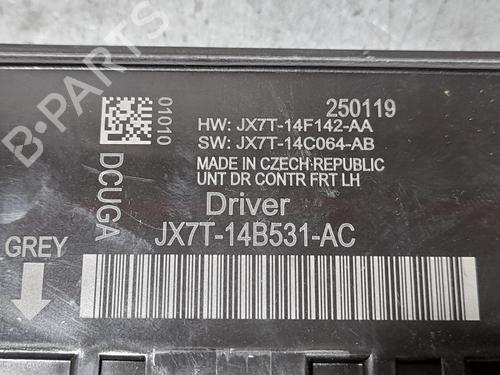 250119
HW: JX7T-14F142-AA
SW: JX7T-14C064-AB
MADE IN CZECH REPUBLIC
UNT DR CONTR FRT LH
01010
DCUGA
Driver
JX7T-14B531-AC
GREY
B-PARTS